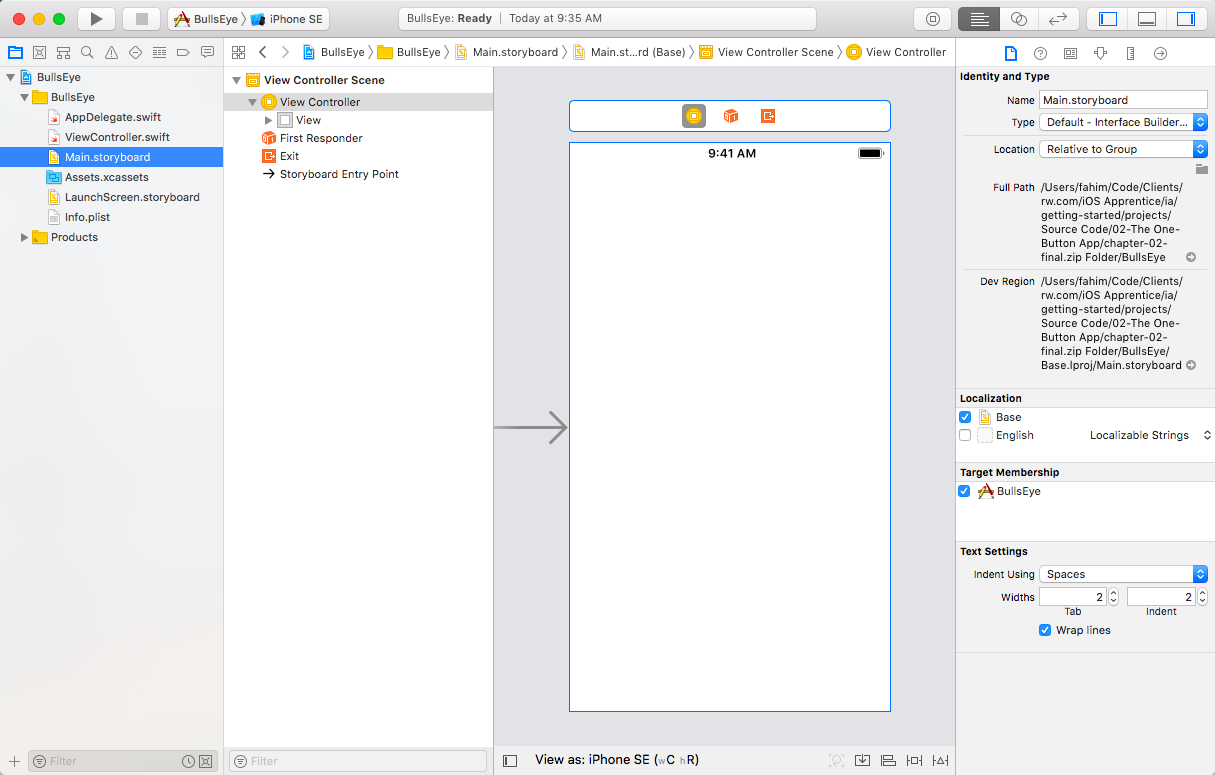 BullsEye iPhone SE BullsEye: Ready Today at 9:35 AM
BullsEye BullsEye Main.storyboard Main.st...rd (Base) View Controller Scene View Controller
BullsEye
BullsEye
AppDelegate.swift
ViewController.swift
Main.storyboard
Assets.xcassets
LaunchScreen.storyboard
Info.plist
Products
Filter
View Controller Scene
View Controller
View
First Responder
Exit
Storyboard Entry Point
Filter
9:41 AM
View as: iPhone SE (wC hR)
Identity and Type
Name Main.storyboard
Type Default - Interface Builder...
Location Relative to Group
Full Path /Users/fahim/Code/Clients/
rw.com/iOS Apprentice/ia/
getting-started/projects/
Source Code/02-The One-
Button App/chapter-02-
final.zip Folder/BullsEye
Dev Region /Users/fahim/Code/Clients/
rw.com/iOS Apprentice/ia/
getting-started/projects/
Source Code/02-The One-
Button App/chapter-02-
final.zip Folder/BullsEye/
Base.lproj/Main.storyboard
Localization
Base
English Localizable Strings
Target Membership
BullsEye
Text Settings
Indent Using Spaces
Widths 2 2
Tab Indent
Wrap lines